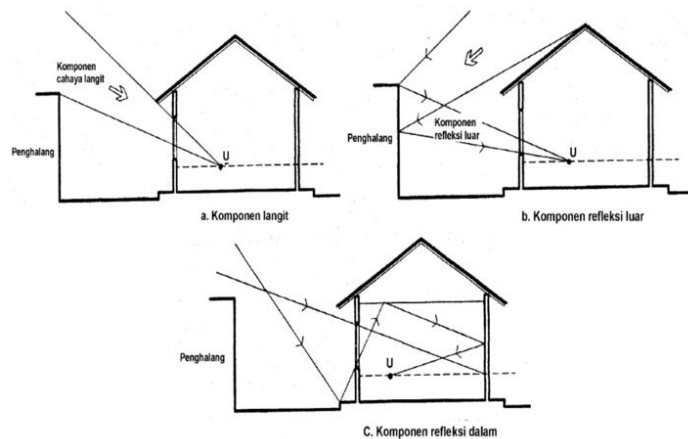 Komponen
cahaya langit
Penghalang
U
a. Komponen langit
Komponen
refleksi luar
Penghalang
U
b. Komponen refleksi luar
Penghalang
U
C. Komponen refleksi dalam